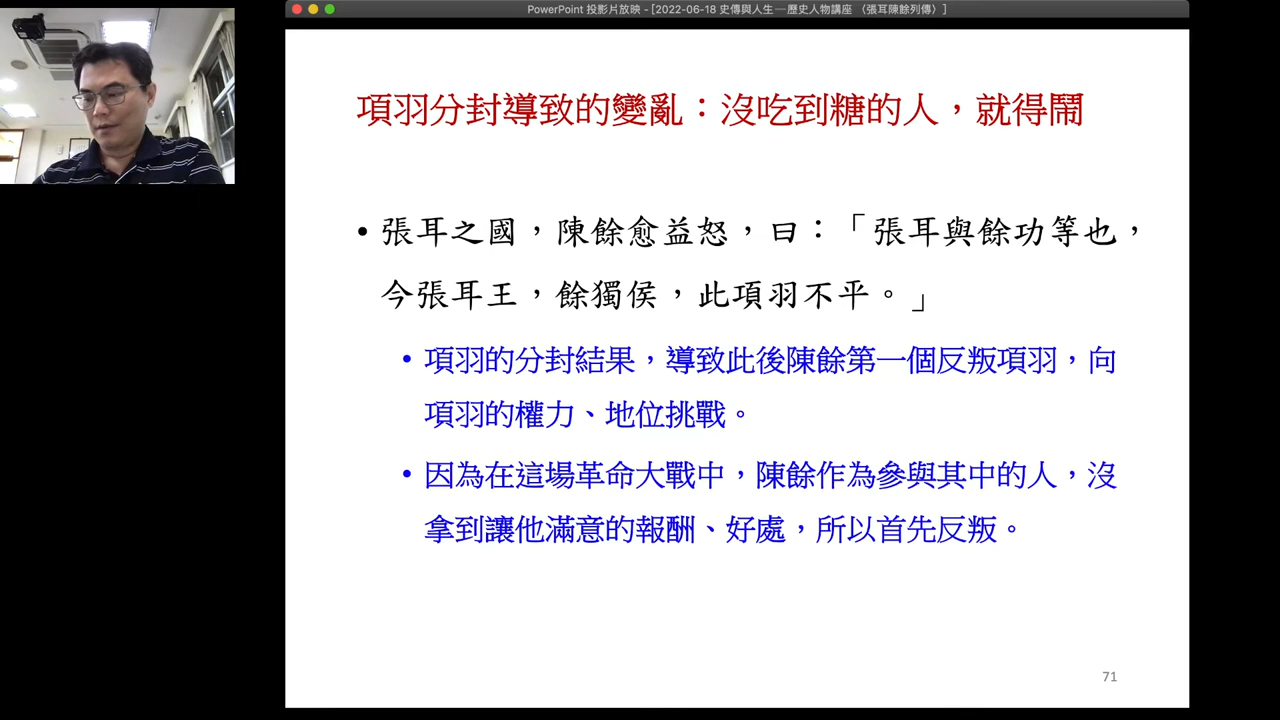 PowerPoint 投影片放映 - [2022-06-18 史傳與人生—歷史人物講座 〈張耳陳餘列傳〉]
項羽分封導致的變亂：沒吃到糖的人，就得鬧
• 張耳之國，陳餘愈益怒，曰：「張耳與餘功等也，
今張耳王，餘獨侯，此項羽不平。」
• 項羽的分封結果，導致此後陳餘第一個反叛項羽，向
項羽的權力、地位挑戰。
• 因為在這場革命大戰中，陳餘作為參與其中的人，沒
拿到讓他滿意的報酬、好處，所以首先反叛。
71